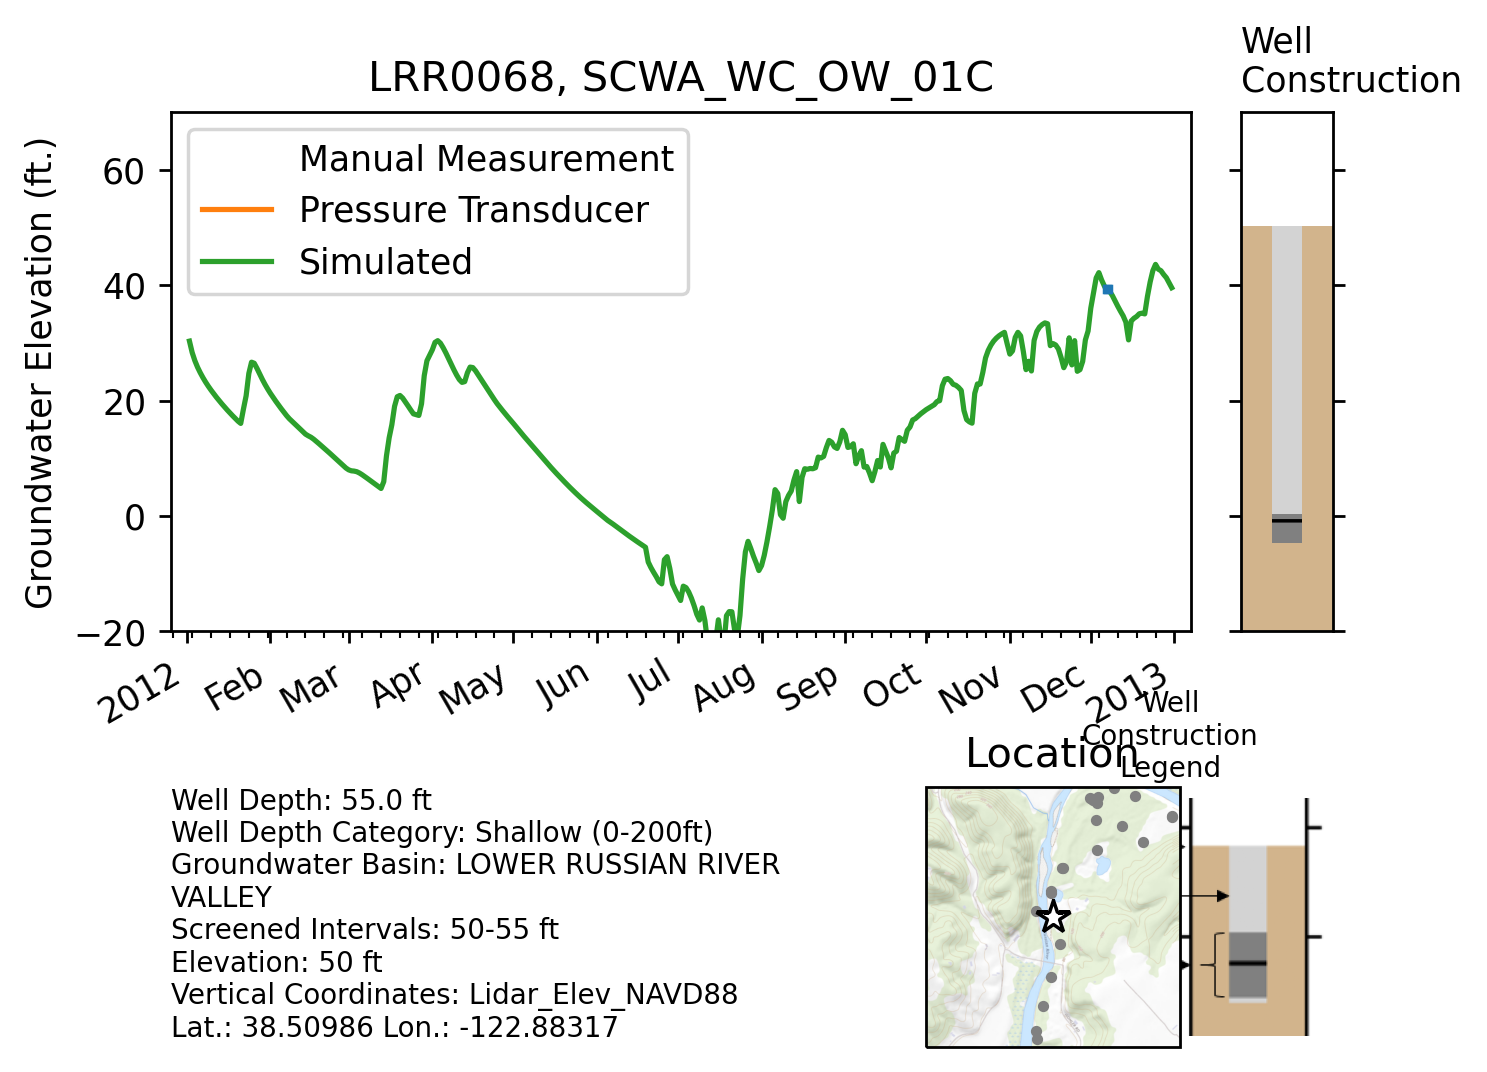 Well
Construction
LRR0068, SCWA_WC_OW_01C
Groundwater Elevation (ft.)
60
40
20
0
−20
Manual Measurement
Pressure Transducer
Simulated
2012
Feb
Mar
Apr
May
Jun
Jul
Aug
Sep
Oct
Nov
Dec
2013
Well
Construction
Legend
Location
Well Depth: 55.0 ft
Well Depth Category: Shallow (0-200ft)
Groundwater Basin: LOWER RUSSIAN RIVER
VALLEY
Screened Intervals: 50-55 ft
Elevation: 50 ft
Vertical Coordinates: Lidar_Elev_NAVD88
Lat.: 38.50986 Lon.: -122.88317